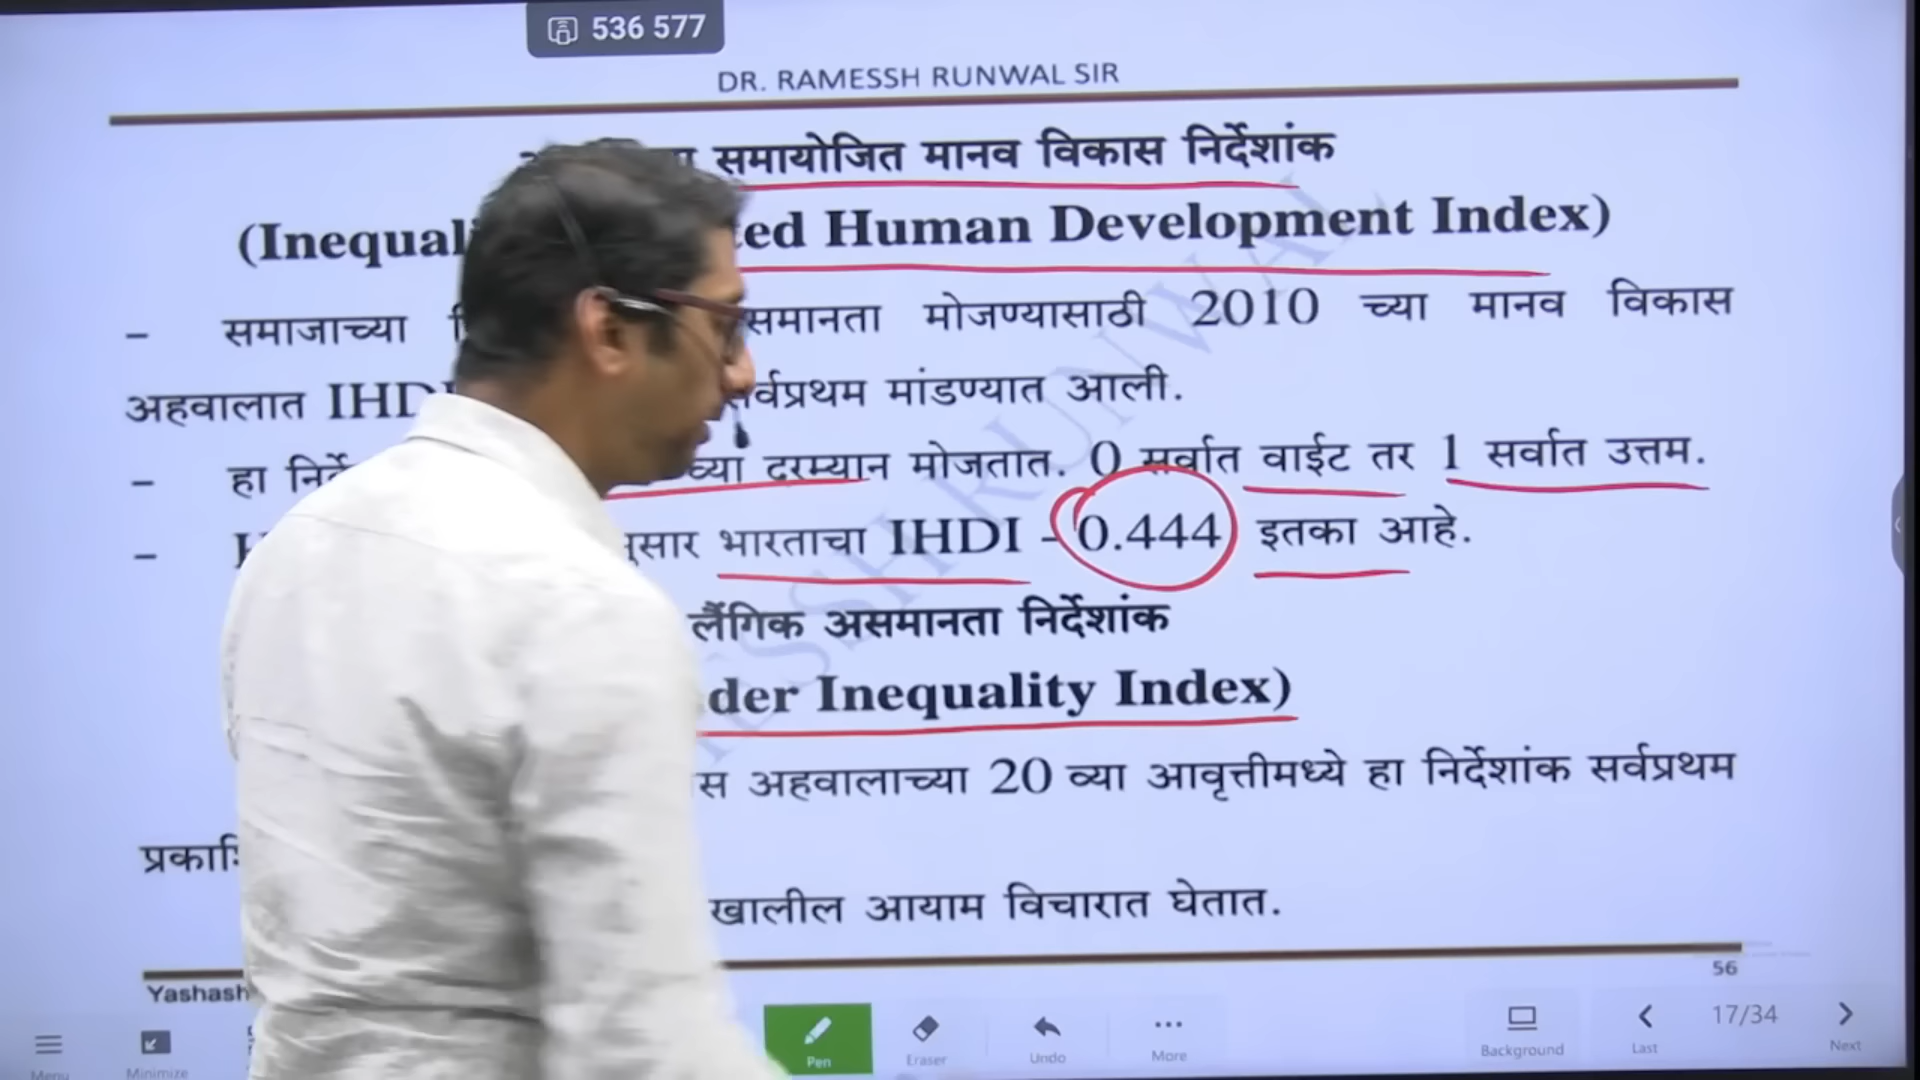 536 577
DR. RAMESSH RUNWAL SIR
समायोजित मानव विकास निर्देशांक
(Inequali ted Human Development Index)
– समाजाच्या समानता मोजण्यासाठी 2010 च्या मानव विकास
अहवालात IHDI र्वप्रथम मांडण्यात आली.
– हा निर्दे च्या दरम्यान मोजतात. 0 सर्वात वाईट तर 1 सर्वात उत्तम.
– H नुसार भारताचा IHDI - 0.444 इतका आहे.
लैंगिक असमानता निर्देशांक
der Inequality Index)
स अहवालाच्या 20 व्या आवृत्तीमध्ये हा निर्देशांक सर्वप्रथम
प्रकाशि
खालील आयाम विचारात घेतात.
56
Yashash
Menu Minimize Pen Eraser Undo More Background Last 17/34 Next
RAMESSH RUNWAL